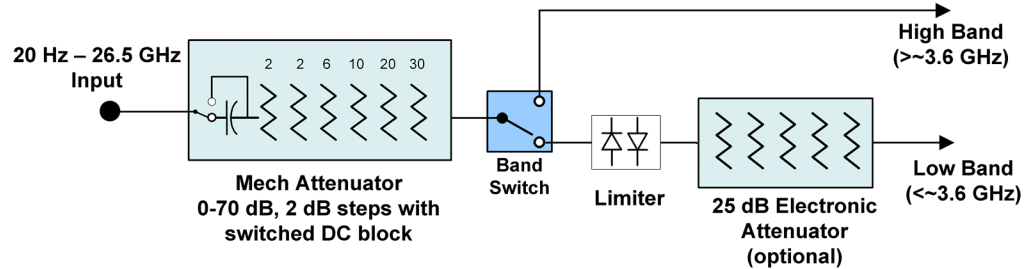 20 Hz – 26.5 GHz
Input
2 2 6 10 20 30
Mech Attenuator
0-70 dB, 2 dB steps with
switched DC block
Band
Switch
Limiter
25 dB Electronic
Attenuator
(optional)
High Band
(>~3.6 GHz)
Low Band
(<~3.6 GHz)